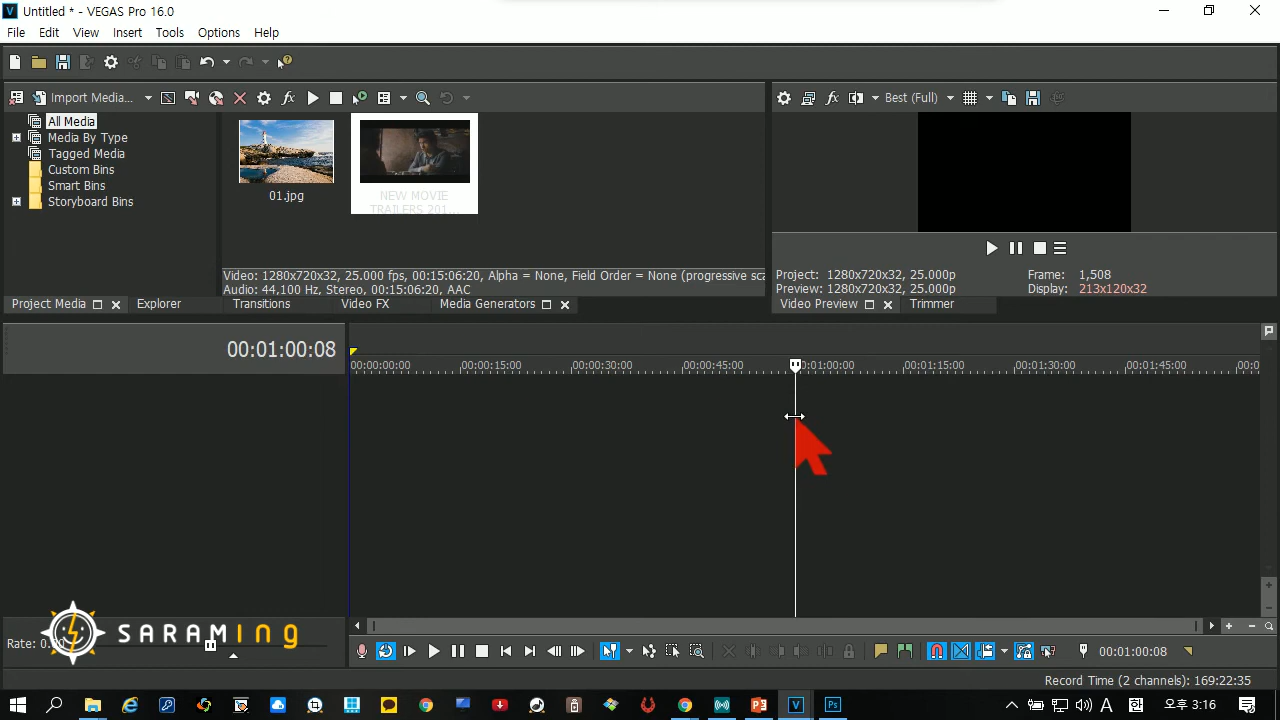 Untitled * - VEGAS Pro 16.0
File Edit View Insert Tools Options Help
Import Media... Best (Full)
All Media
Media By Type
Tagged Media
Custom Bins
Smart Bins
Storyboard Bins
01.jpg
NEW MOVIE
TRAILERS 201...
Video: 1280x720x32, 25.000 fps, 00:15:06:20, Alpha = None, Field Order = None (progressive sca
Audio: 44,100 Hz, Stereo, 00:15:06:20, AAC
Project: 1280x720x32, 25.000p Frame: 1,508
Preview: 1280x720x32, 25.000p Display: 213x120x32
Project Media Explorer Transitions Video FX Media Generators Video Preview Trimmer
00:01:00:08
00:00:00:00 00:00:15:00 00:00:30:00 00:00:45:00 00:01:00:00 00:01:15:00 00:01:30:00 00:01:45:00 00:0
SARAMING
Rate: 0.00
00:01:00:08
Record Time (2 channels): 169:22:35
A 한 오후 3:16